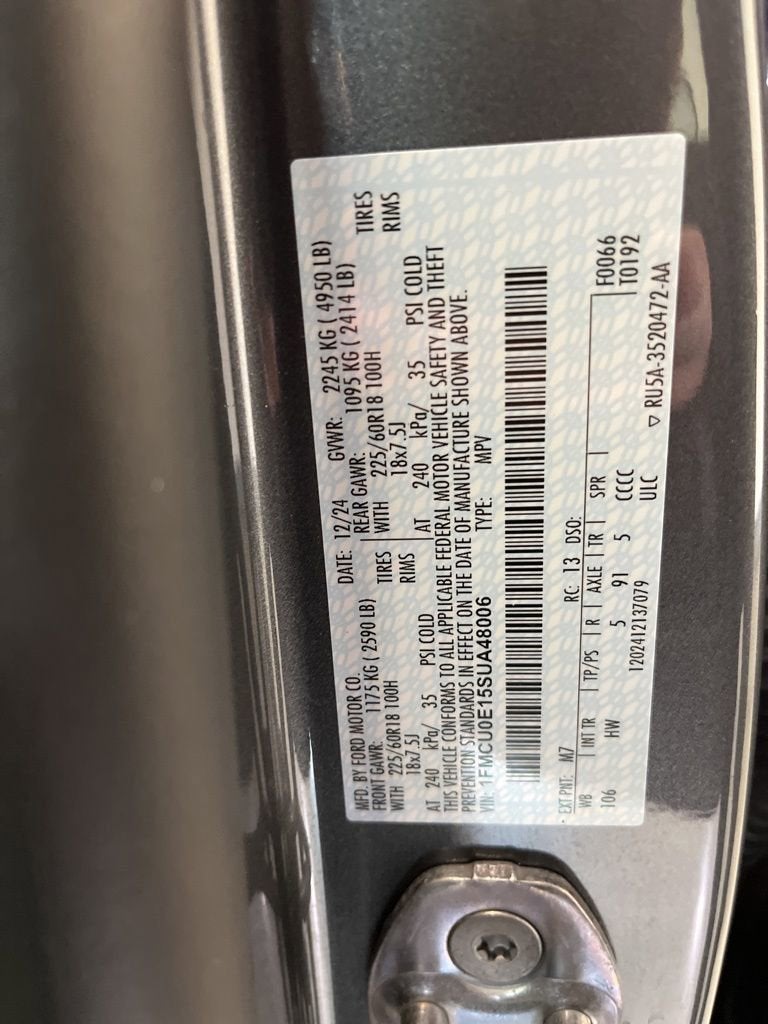 MFD. BY FORD MOTOR CO.
DATE: 12/24 GVWR: 2245 KG ( 4950 LB)
FRONT GAWR: 1175 KG ( 2590 LB) REAR GAWR: 1095 KG ( 2414 LB)
WITH 225/60R18 100H TIRES WITH 225/60R18 100H TIRES
18x7.5J RIMS 18x7.5J RIMS
AT 240 kPa/ 35 PSI COLD AT 240 kPa/ 35 PSI COLD
THIS VEHICLE CONFORMS TO ALL APPLICABLE FEDERAL MOTOR VEHICLE SAFETY AND THEFT
PREVENTION STANDARDS IN EFFECT ON THE DATE OF MANUFACTURE SHOWN ABOVE.
VIN: 1FMCU0E15SUA48006 TYPE: MPV
EXT PNT: M7 RC: 13 DSO:
WB INT TR TP/PS R AXLE TR SPR F0066
106 HW 5 91 5 CCCC T0192
1202412137079 ULC
▽ RU5A-3520472-AA